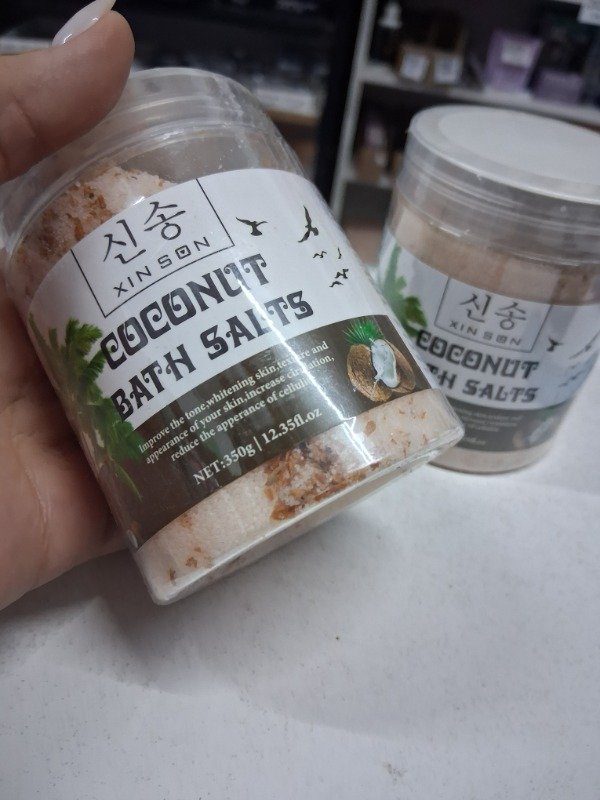 신송
XIN SON
COCONUT
BATH SALTS
Improve the tone,whitening skin,texture and
appearance of your skin,increase circulation,
reduce the apperance of cellulite.
NET:350g | 12.35fl.oz
신송
XIN SON
COCONUT
TH SALTS